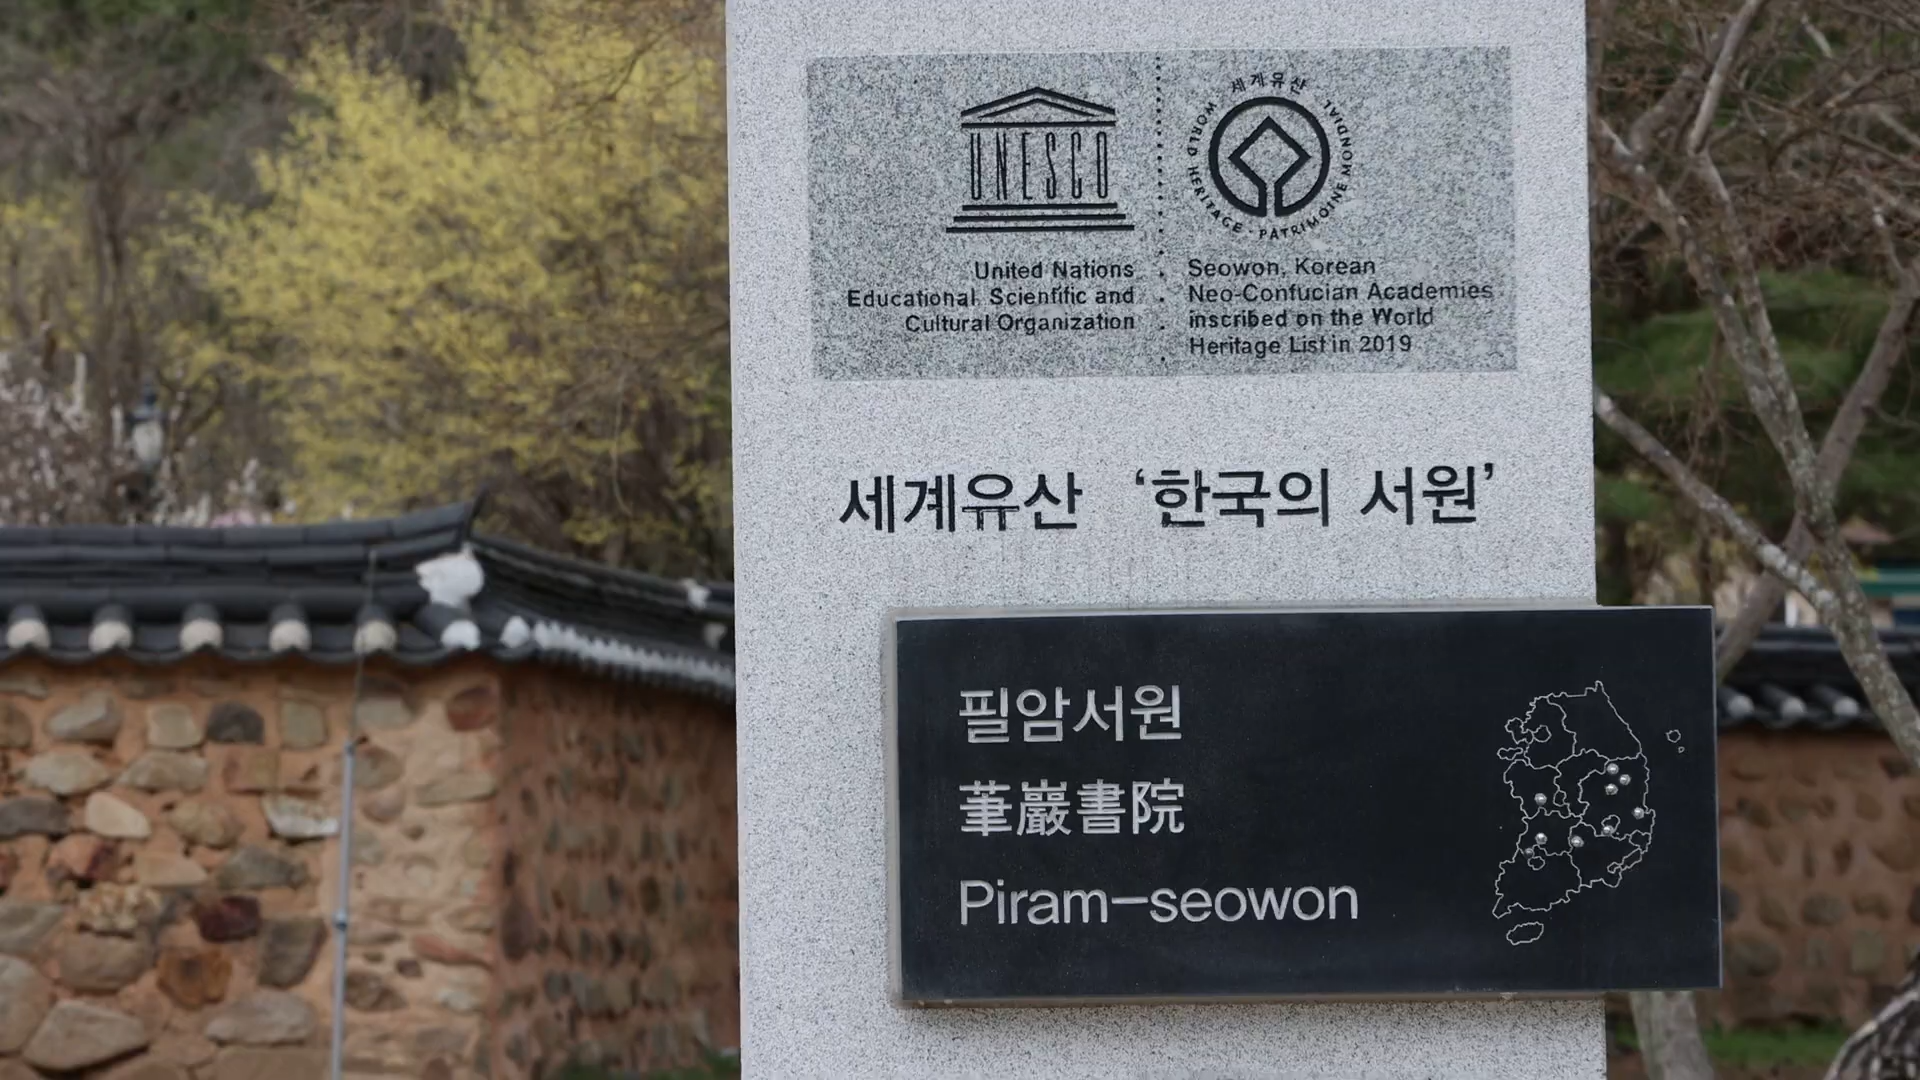 UNESCO
United Nations
Educational, Scientific and
Cultural Organization
세계유산
WORLD HERITAGE · PATRIMOINE MONDIAL
Seowon, Korean
Neo-Confucian Academies
inscribed on the World
Heritage List in 2019
세계유산 ‘한국의 서원’
필암서원
筆巖書院
Piram-seowon